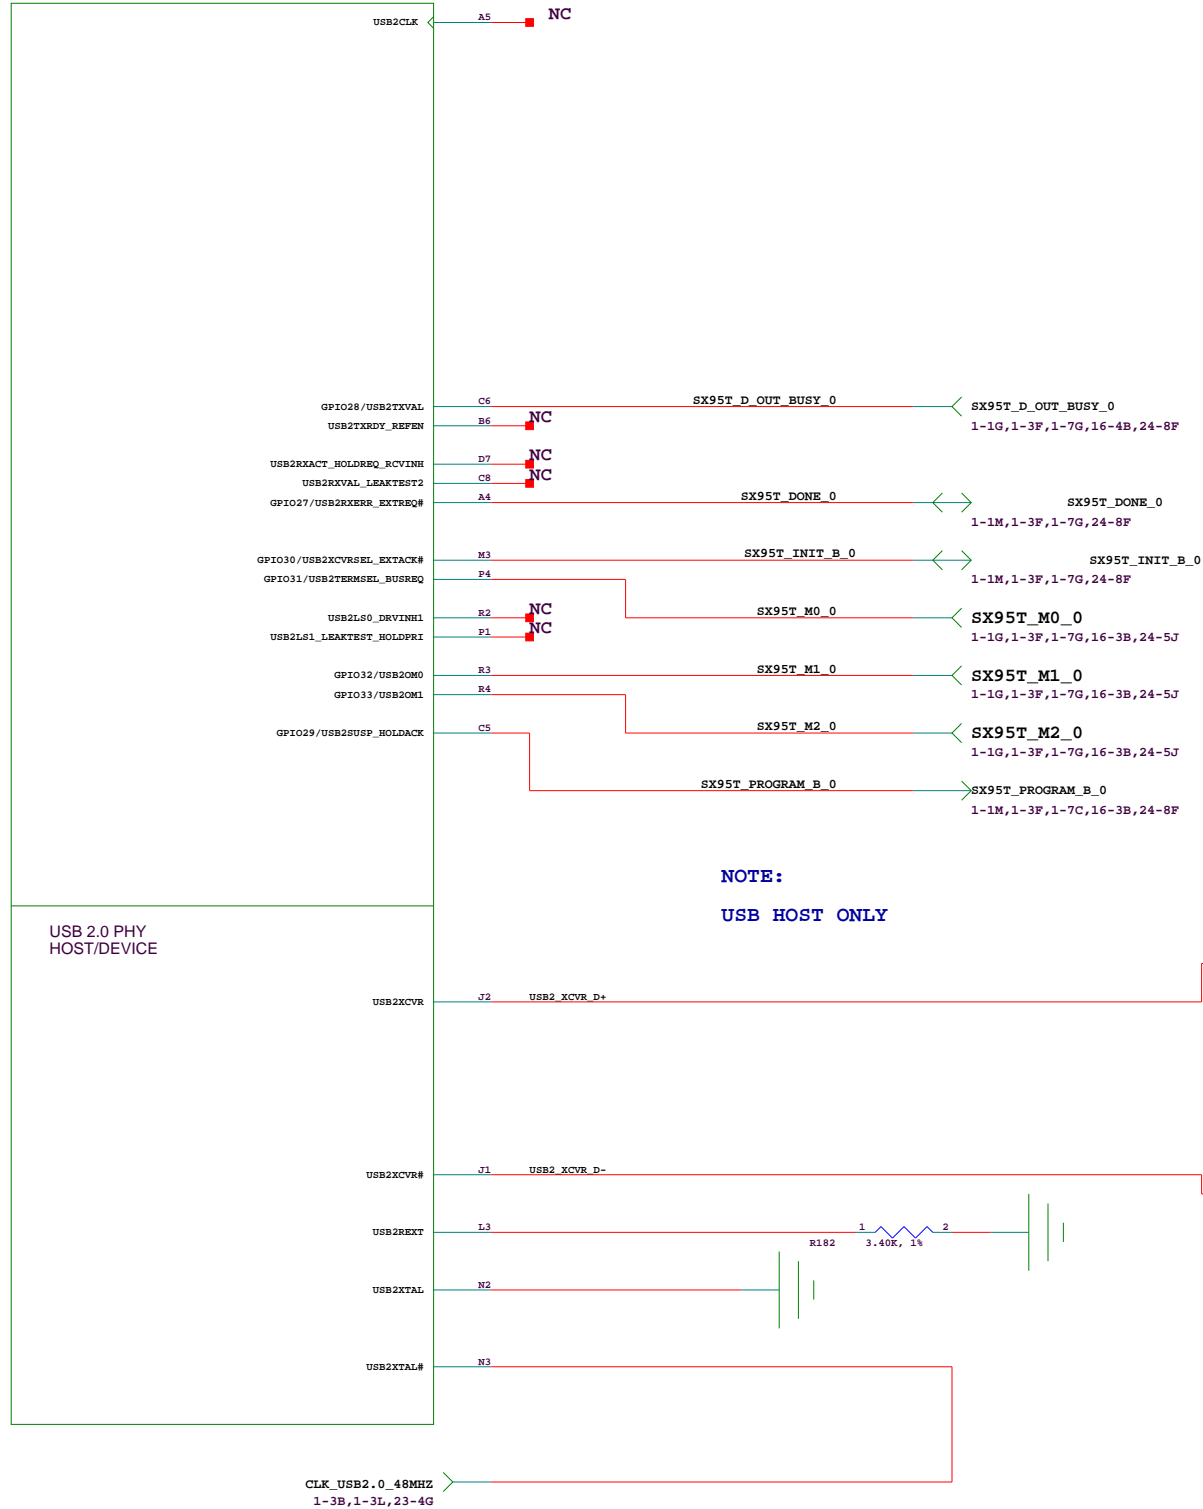 USB2CLK A5 NC
GPIO28/USB2TXVAL C6 SX95T_D_OUT_BUSY_0 SX95T_D_OUT_BUSY_0
USB2TXRDY_REFEN B6 NC
1-1G,1-3F,1-7G,16-4B,24-8F
USB2RXACT_HOLDREQ_RCVINH D7 NC
USB2RXVAL_LEAKTEST2 C8 NC
GPIO27/USB2RXERR_EXTREQ# A4 SX95T_DONE_0 SX95T_DONE_0
1-1M,1-3F,1-7G,24-8F
GPIO30/USB2XCVRSEL_EXTACK# M3 SX95T_INIT_B_0 SX95T_INIT_B_0
GPIO31/USB2TERMSEL_BUSREQ P4
1-1M,1-3F,1-7G,24-8F
USB2LS0_DRVINH1 R2 NC SX95T_M0_0 SX95T_M0_0
USB2LS1_LEAKTEST_HOLDPRI P1 NC
1-1G,1-3F,1-7G,16-3B,24-5J
GPIO32/USB2OM0 R3 SX95T_M1_0 SX95T_M1_0
GPIO33/USB2OM1 R4
1-1G,1-3F,1-7G,16-3B,24-5J
GPIO29/USB2SUSP_HOLDACK C5 SX95T_M2_0 SX95T_M2_0
1-1G,1-3F,1-7G,16-3B,24-5J
SX95T_PROGRAM_B_0 SX95T_PROGRAM_B_0
1-1M,1-3F,1-7C,16-3B,24-8F
NOTE:
USB HOST ONLY
USB 2.0 PHY
HOST/DEVICE
USB2XCVR J2 USB2_XCVR_D+
USB2XCVR# J1 USB2_XCVR_D-
USB2REXT L3 1 2
R182 3.40K, 1%
USB2XTAL N2
USB2XTAL# N3
CLK_USB2.0_48MHZ
1-3B,1-3L,23-4G